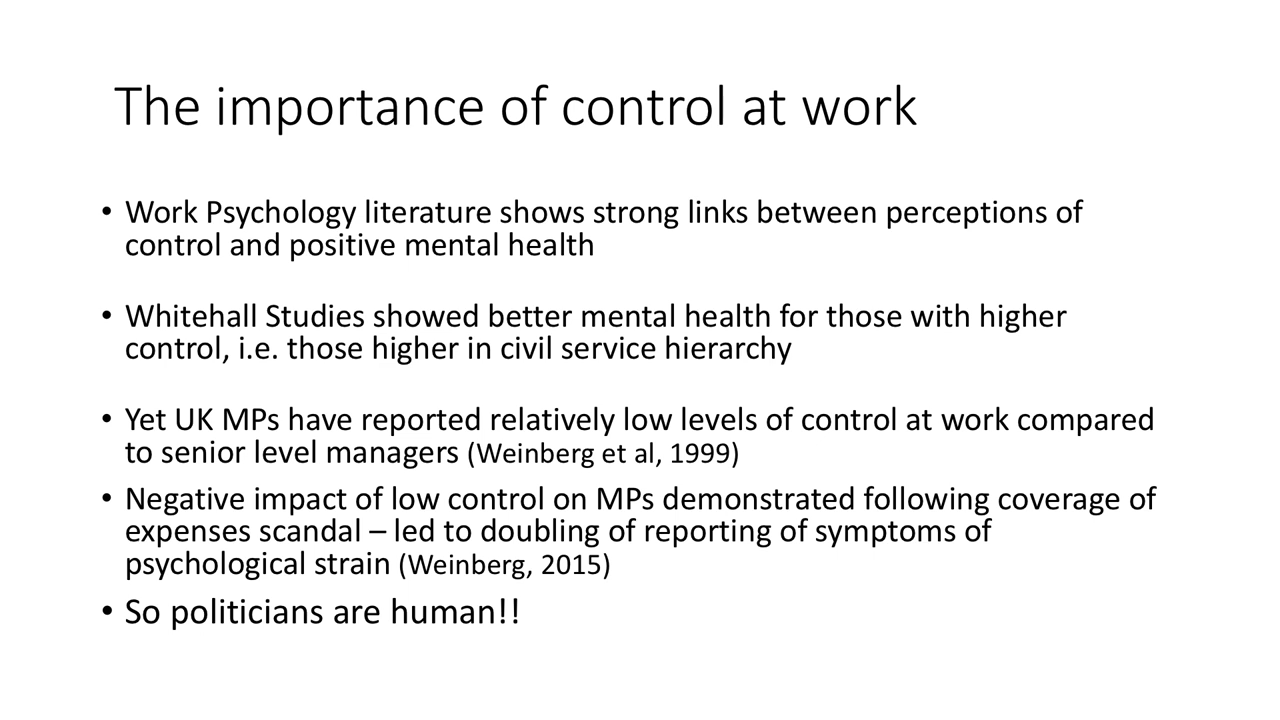 The importance of control at work
• Work Psychology literature shows strong links between perceptions of
control and positive mental health
• Whitehall Studies showed better mental health for those with higher
control, i.e. those higher in civil service hierarchy
• Yet UK MPs have reported relatively low levels of control at work compared
to senior level managers (Weinberg et al, 1999)
• Negative impact of low control on MPs demonstrated following coverage of
expenses scandal – led to doubling of reporting of symptoms of
psychological strain (Weinberg, 2015)
• So politicians are human!!